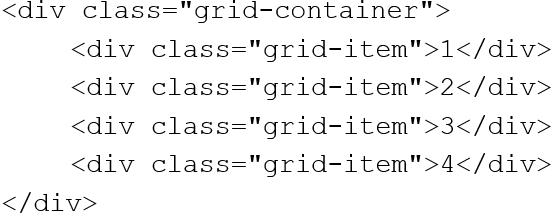 <div class="grid-container">
    <div class="grid-item">1</div>
    <div class="grid-item">2</div>
    <div class="grid-item">3</div>
    <div class="grid-item">4</div>
</div>